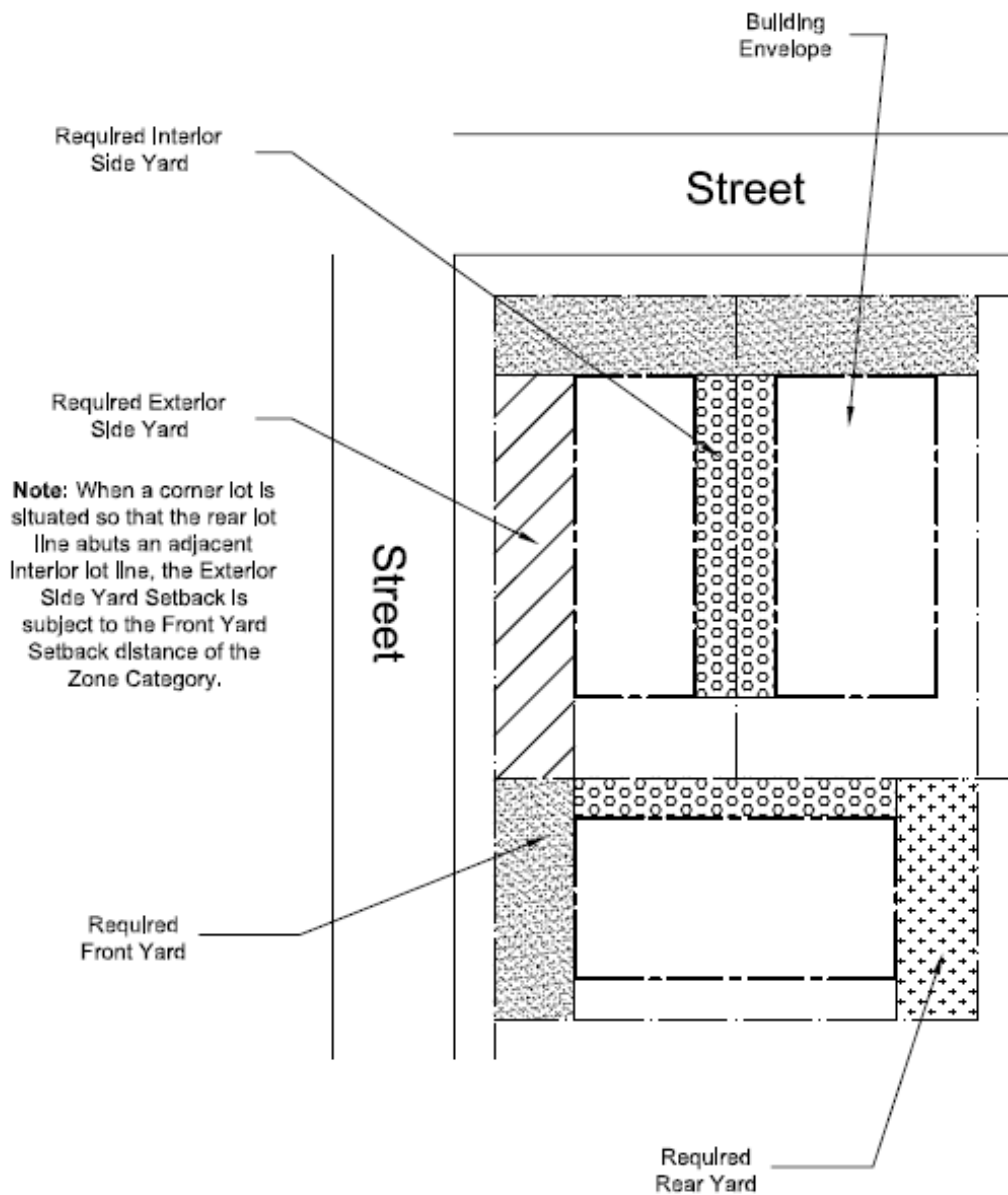 Building
Envelope
Required Interior
Side Yard
Street
Required Exterior
Side Yard
Note: When a corner lot is
situated so that the rear lot
line abuts an adjacent
interior lot line, the Exterior
Side Yard Setback is
subject to the Front Yard
Setback distance of the
Zone Category.
Street
Required
Front Yard
Required
Rear Yard